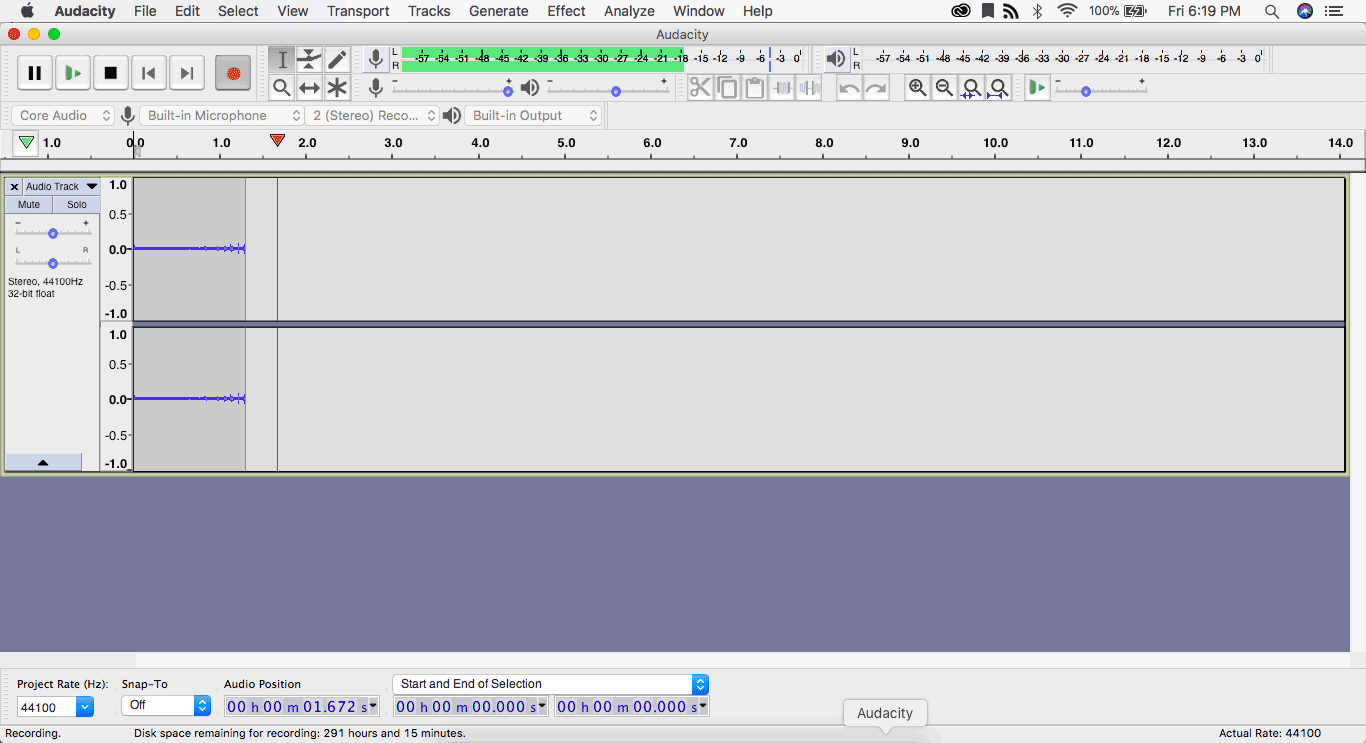 Audacity File Edit Select View Transport Tracks Generate Effect Analyze Window Help 100% Fri 6:19 PM
Audacity
L -57 -54 -51 -48 -45 -42 -39 -36 -33 -30 -27 -24 -21 -18 -15 -12 -9 -6 -3 0 L -57 -54 -51 -48 -45 -42 -39 -36 -33 -30 -27 -24 -21 -18 -15 -12 -9 -6 -3 0
R R
- + - + - +
Core Audio Built-in Microphone 2 (Stereo) Reco... Built-in Output
1.0 0.0 1.0 2.0 3.0 4.0 5.0 6.0 7.0 8.0 9.0 10.0 11.0 12.0 13.0 14.0
Audio Track 1.0
Mute Solo
- + 0.5
L R 0.0
Stereo, 44100Hz -0.5
32-bit float
-1.0
1.0
0.5
0.0
-0.5
-1.0
Project Rate (Hz): Snap-To Audio Position Start and End of Selection
44100 Off 00 h 00 m 01.672 s 00 h 00 m 00.000 s 00 h 00 m 00.000 s
Audacity
Recording. Disk space remaining for recording: 291 hours and 15 minutes. Actual Rate: 44100